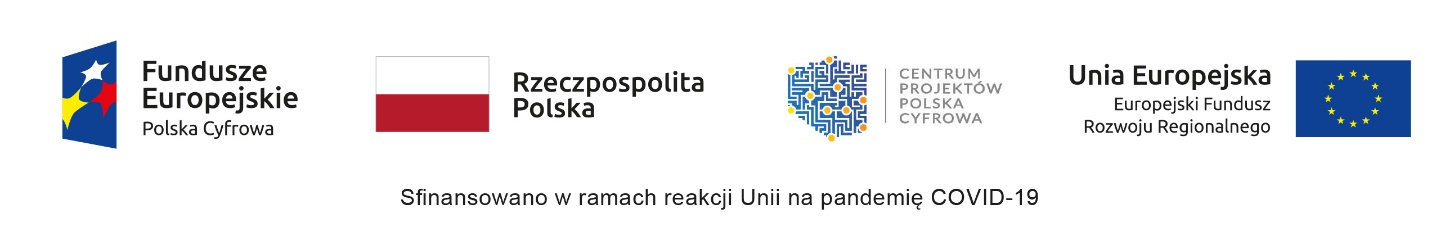 Fundusze
Europejskie
Polska Cyfrowa
Rzeczpospolita
Polska
CENTRUM
PROJEKTÓW
POLSKA
CYFROWA
Unia Europejska
Europejski Fundusz
Rozwoju Regionalnego
Sfinansowano w ramach reakcji Unii na pandemię COVID-19